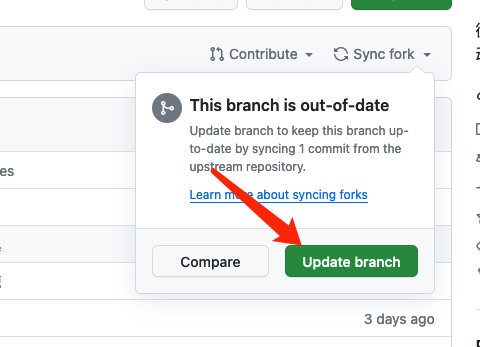 Contribute
Sync fork
This branch is out-of-date
Update branch to keep this branch up-
to-date by syncing 1 commit from the
upstream repository.
Learn more about syncing forks
Compare
Update branch
es
3 days ago